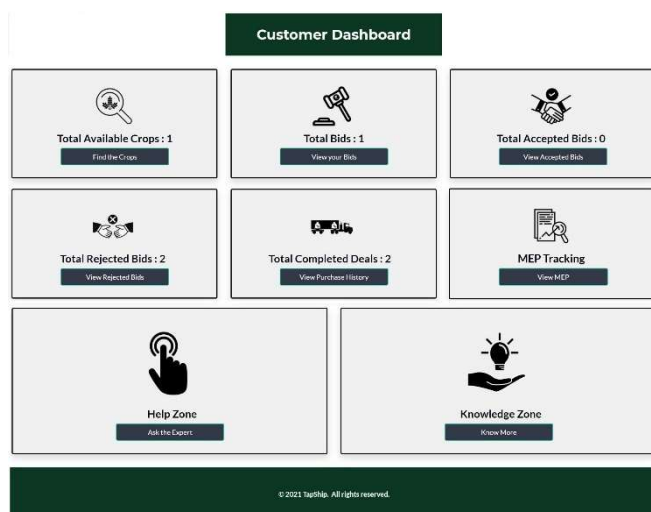 Customer Dashboard
Total Available Crops : 1
Find the Crops
Total Bids : 1
View your Bids
Total Accepted Bids : 0
View Accepted Bids
Total Rejected Bids : 2
View Rejected Bids
Total Completed Deals : 2
View Purchase History
MEP Tracking
View MEP
Help Zone
Ask the Expert
Knowledge Zone
Know More
© 2021 TapShip. All rights reserved.